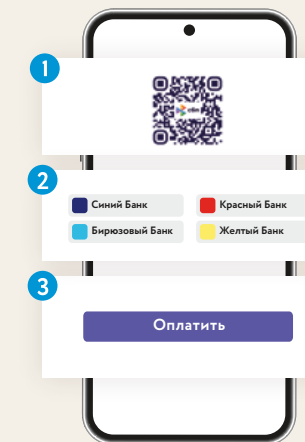 1
2
Синий Банк
Красный Банк
Бирюзовый Банк
Желтый Банк
3
Оплатить